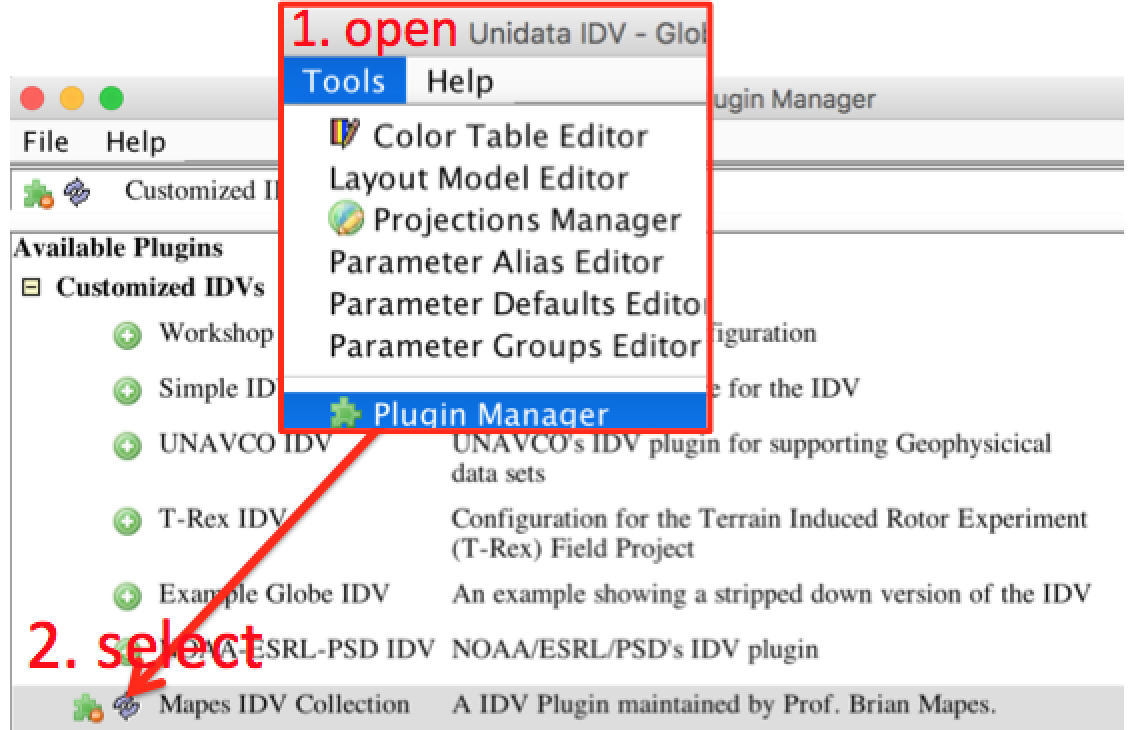 1. open Unidata IDV - Glo
Tools Help
Color Table Editor
Layout Model Editor
Projections Manager
Parameter Alias Editor
Parameter Defaults Edito
Parameter Groups Editor
Plugin Manager
ugin Manager
File Help
Customized I
Available Plugins
Customized IDVs
Workshop iguration
Simple ID e for the IDV
UNAVCO IDV UNAVCO's IDV plugin for supporting Geophysicical
data sets
T-Rex IDV Configuration for the Terrain Induced Rotor Experiment
(T-Rex) Field Project
Example Globe IDV An example showing a stripped down version of the IDV
2. select
NOAA-ESRL-PSD IDV NOAA/ESRL/PSD's IDV plugin
Mapes IDV Collection A IDV Plugin maintained by Prof. Brian Mapes.